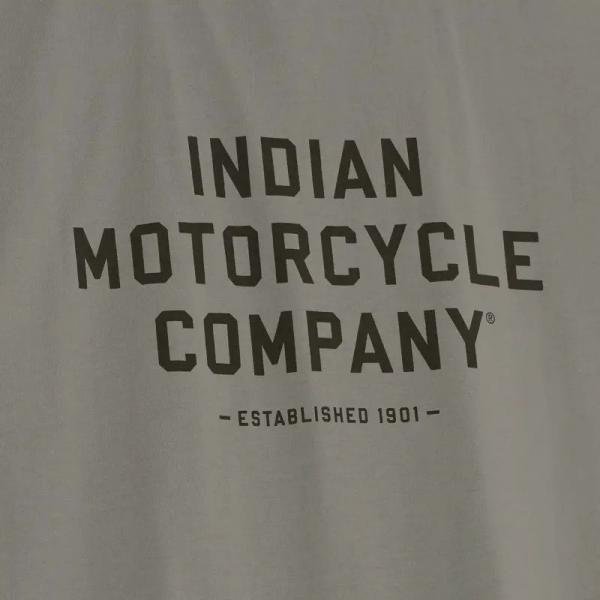 INDIAN
MOTORCYCLE
COMPANY®
– ESTABLISHED 1901 –